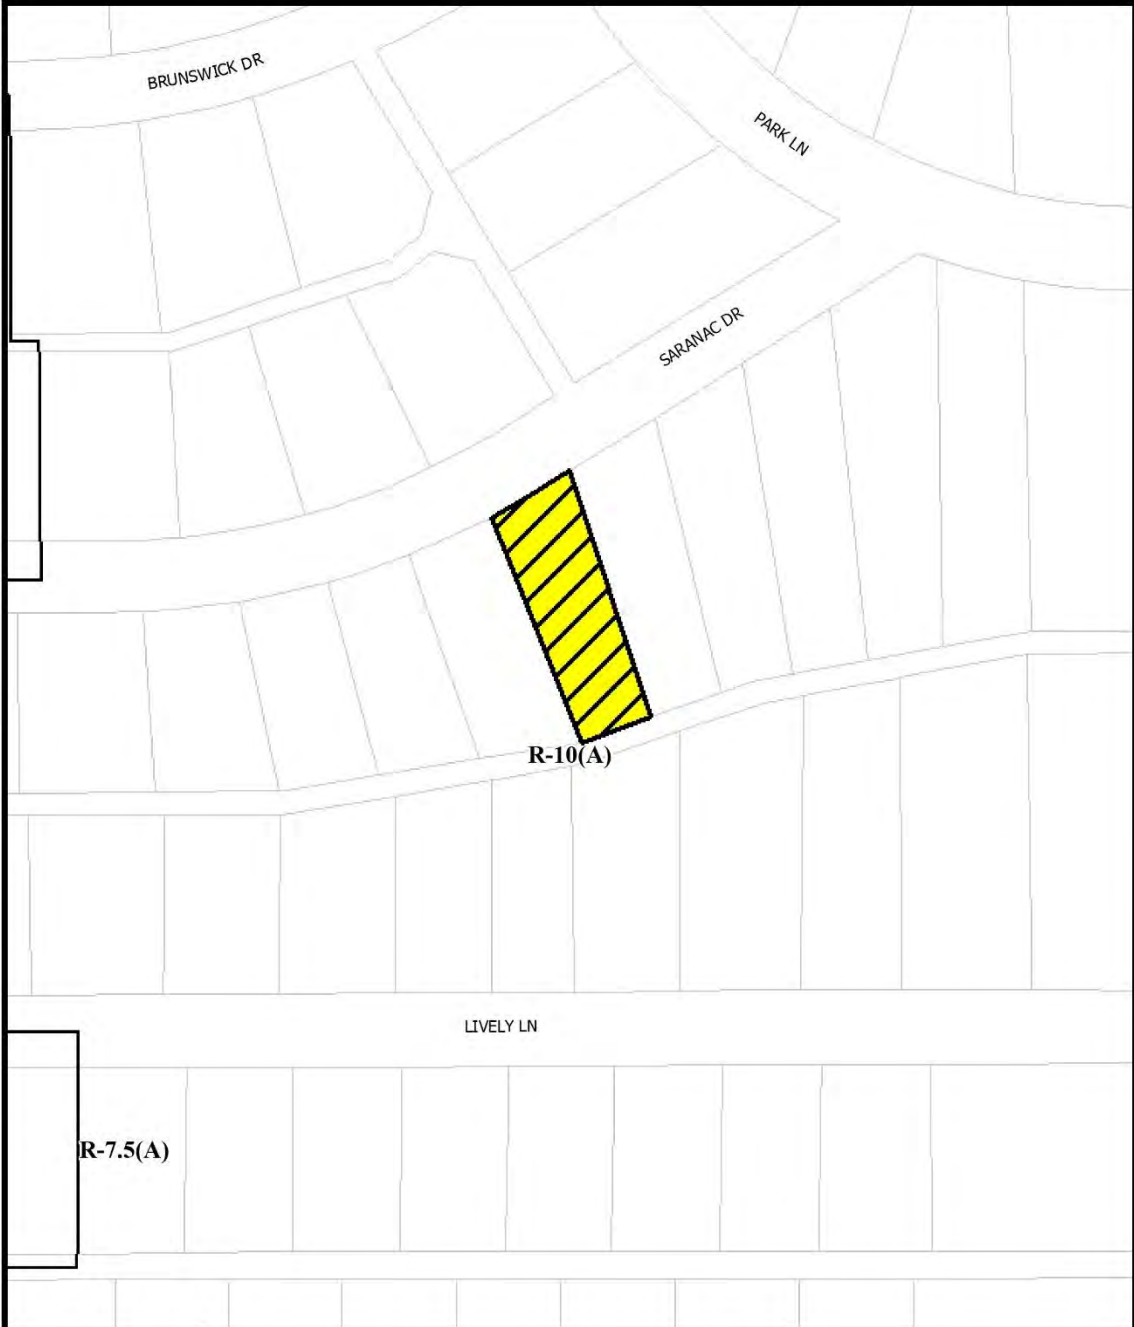 BRUNSWICK DR
PARK LN
SARANAC DR
R-10(A)
LIVELY LN
R-7.5(A)